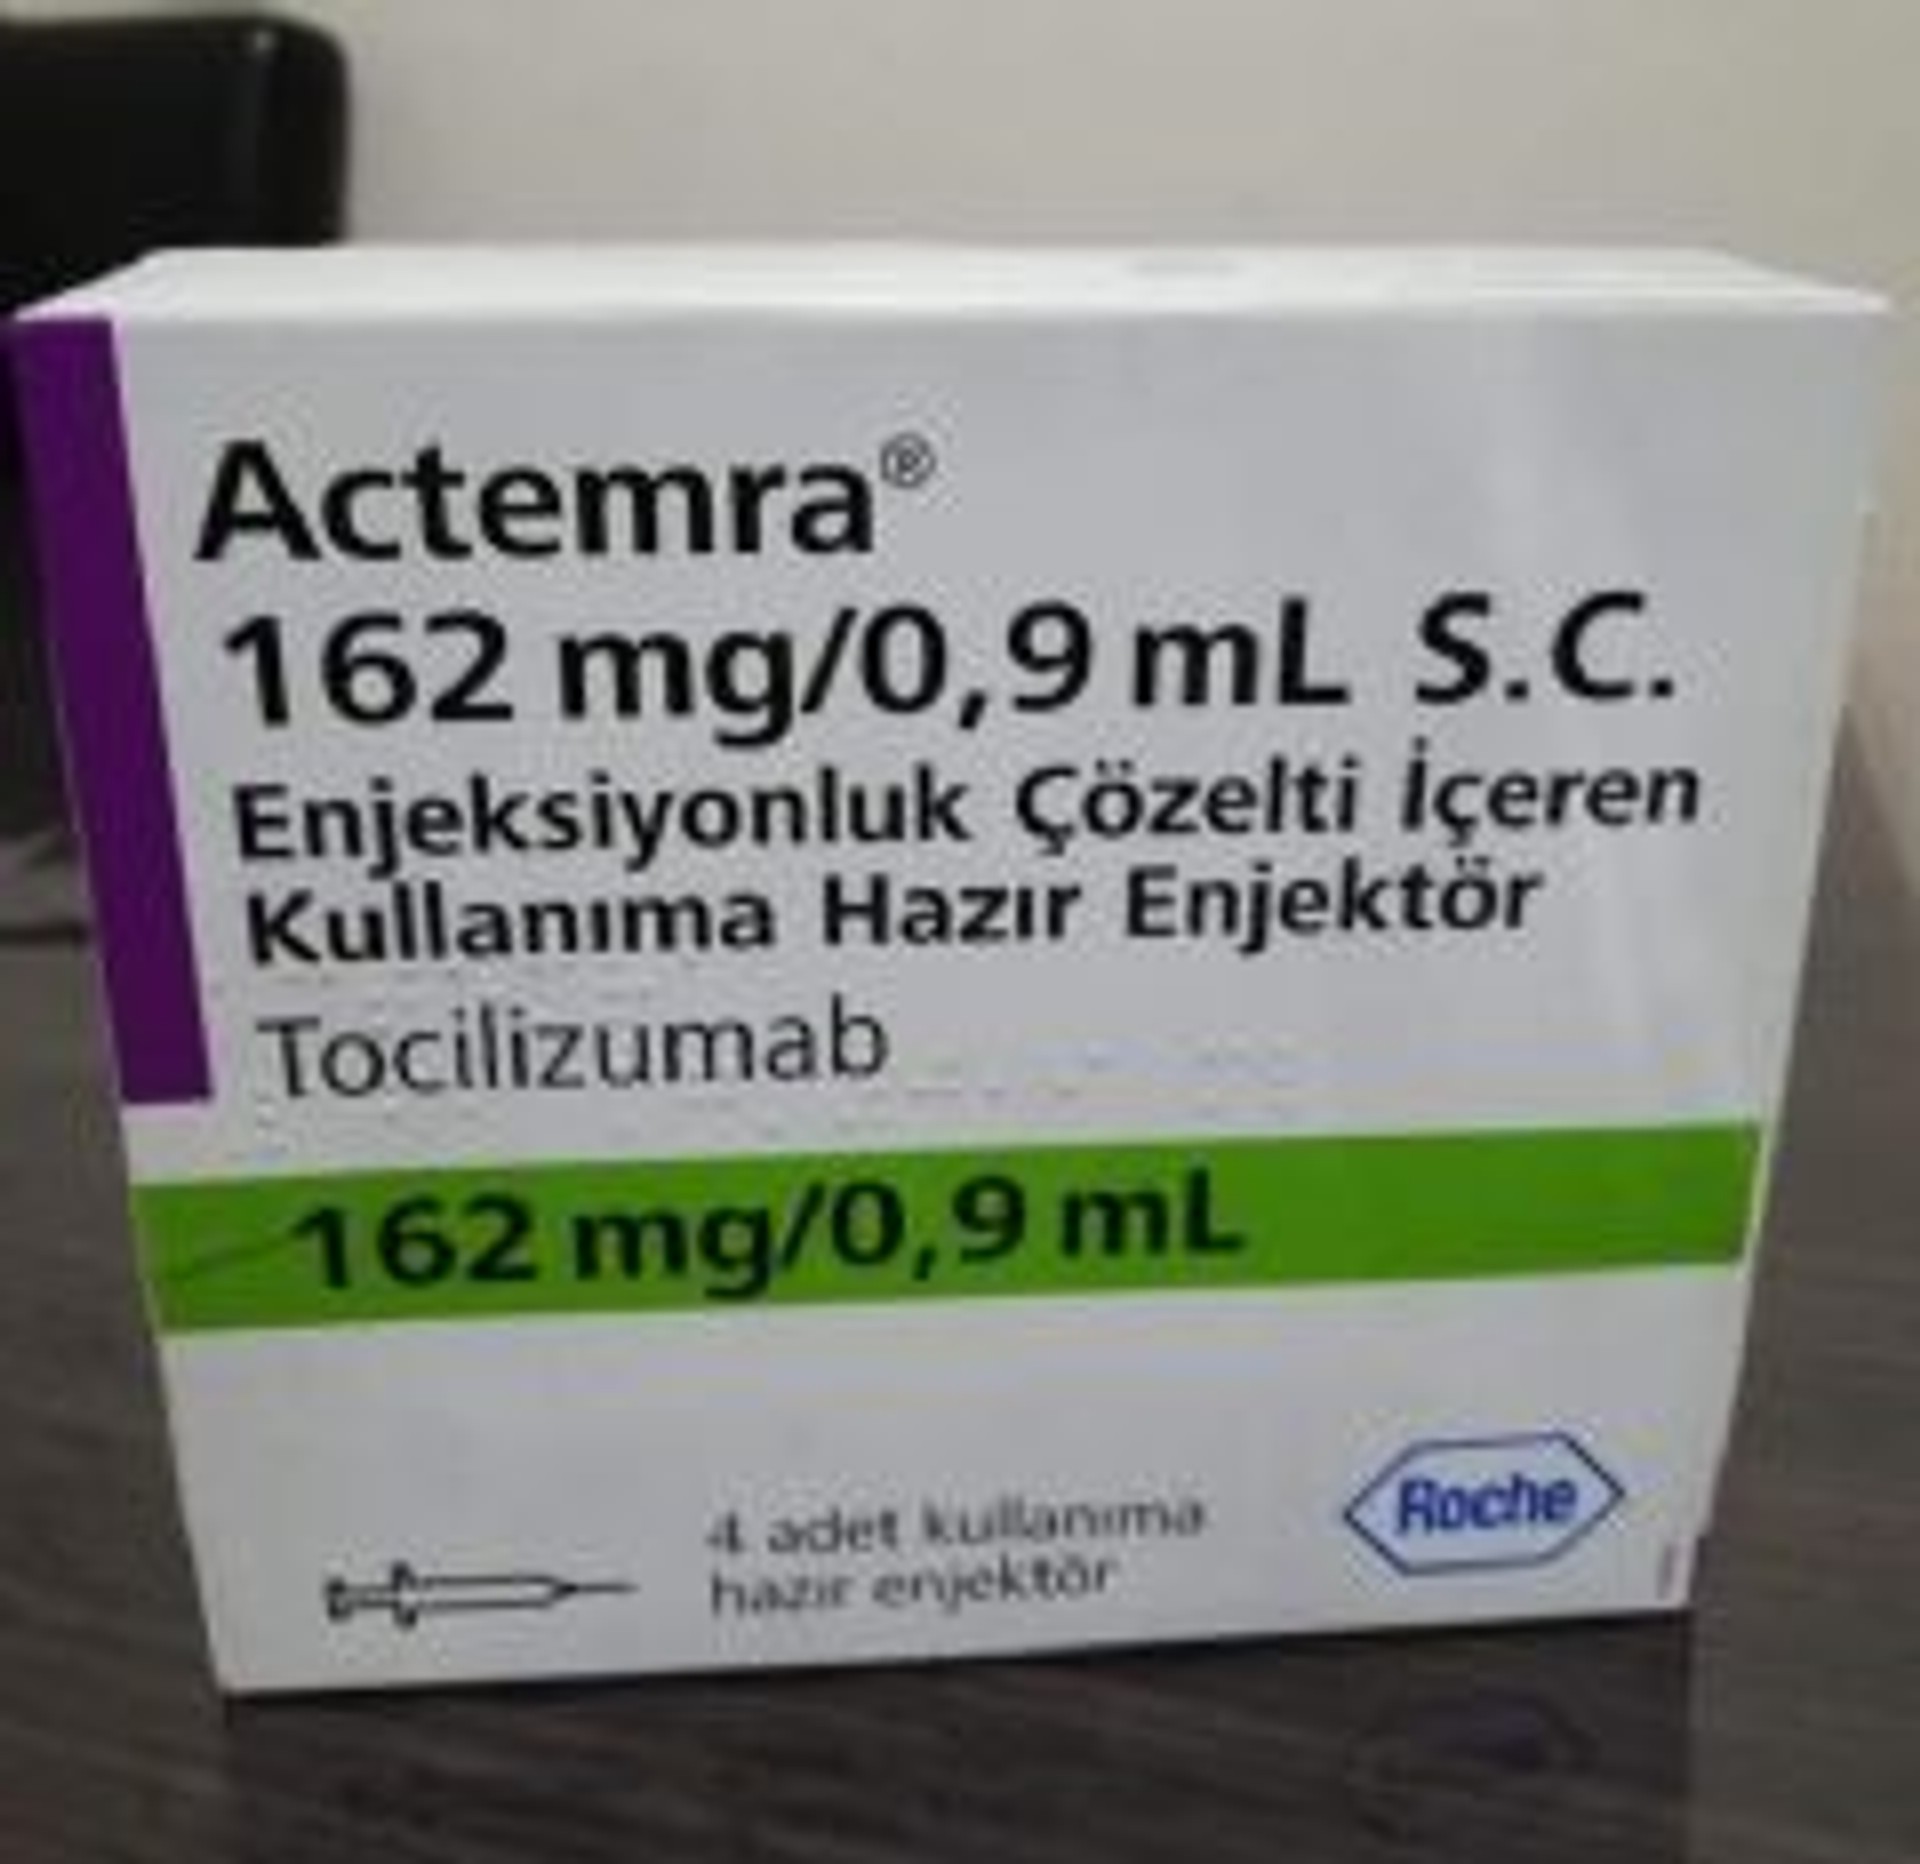 Actemra®
162 mg/0,9 mL S.C.
Enjeksiyonluk Çözelti İçeren
Kullanıma Hazır Enjektör
Tocilizumab
162 mg/0,9 mL
4 adet kullanıma
hazır enjektör
Roche